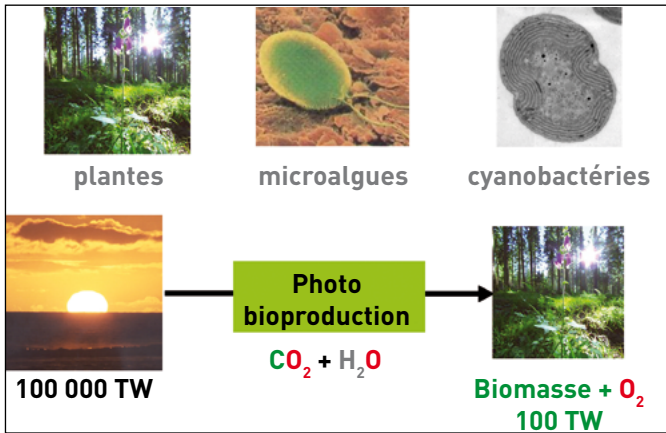 plantes
microalgues
cyanobactéries
Photo
bioproduction
CO₂ + H₂O
100 000 TW
Biomasse + O₂
100 TW